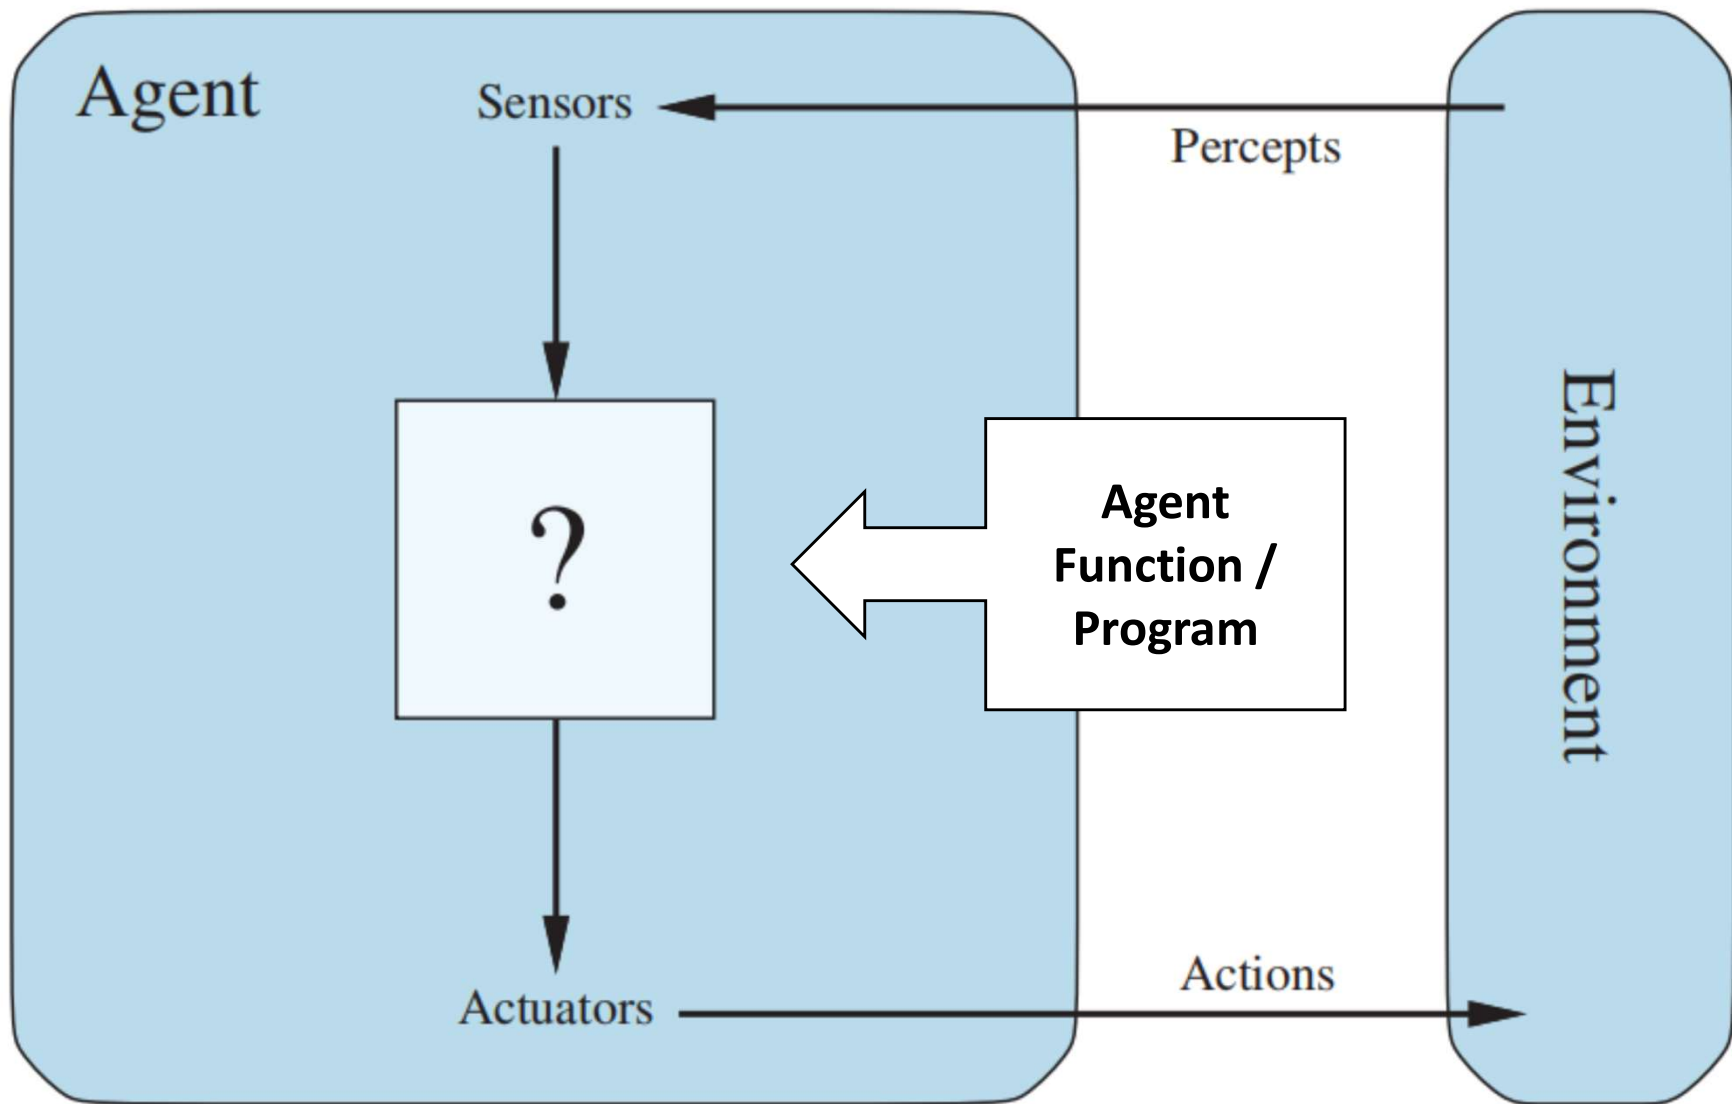 Agent
Sensors
Percepts
?
Agent
Function /
Program
Environment
Actions
Actuators